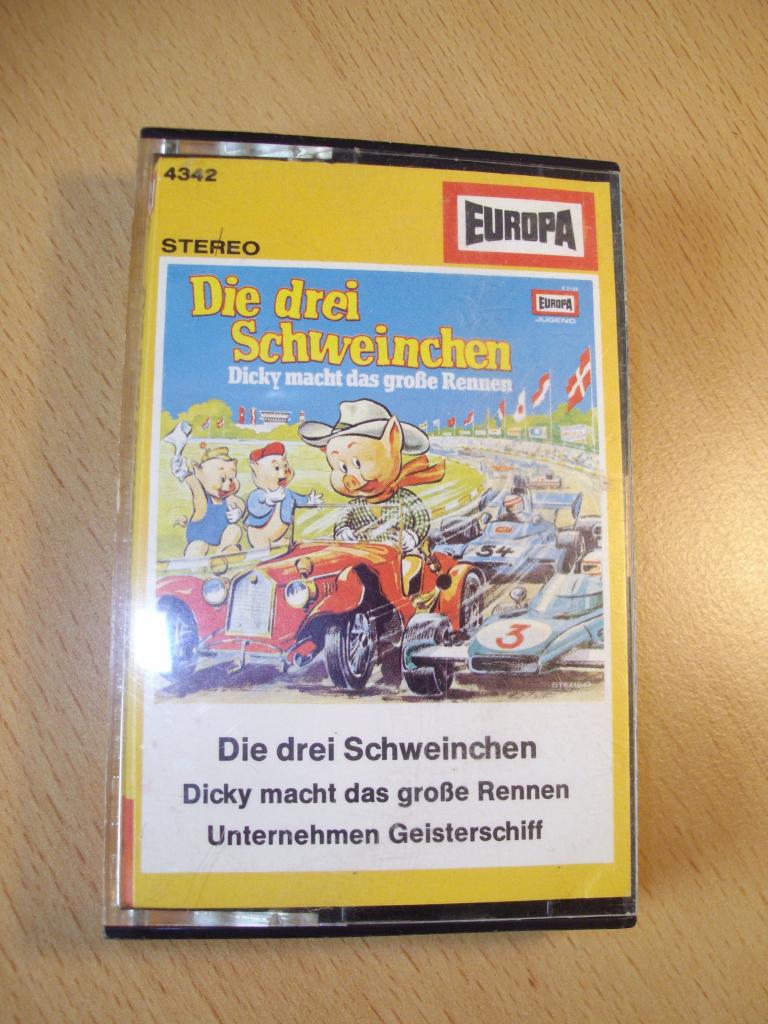 4342
EUROPA
STEREO
Die drei
Schweinchen
Dicky macht das große Rennen
EUROPA
JUGEND
54
3
STEREO
Die drei Schweinchen
Dicky macht das große Rennen
Unternehmen Geisterschiff